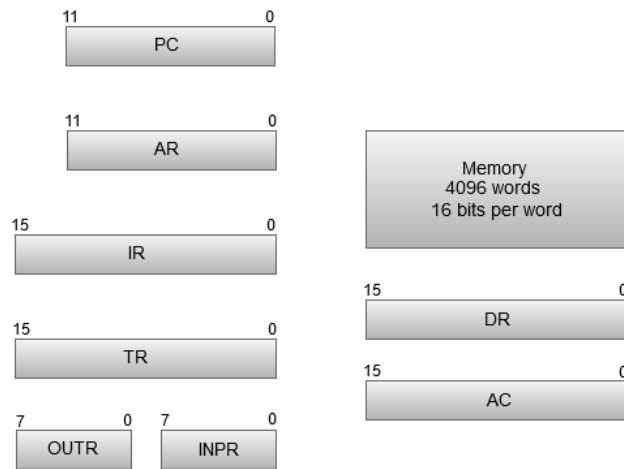 11 0
PC
11 0
AR
Memory
4096 words
16 bits per word
15 0
IR
15 0
DR
15 0
TR
15 0
AC
7 0
OUTR
7 0
INPR